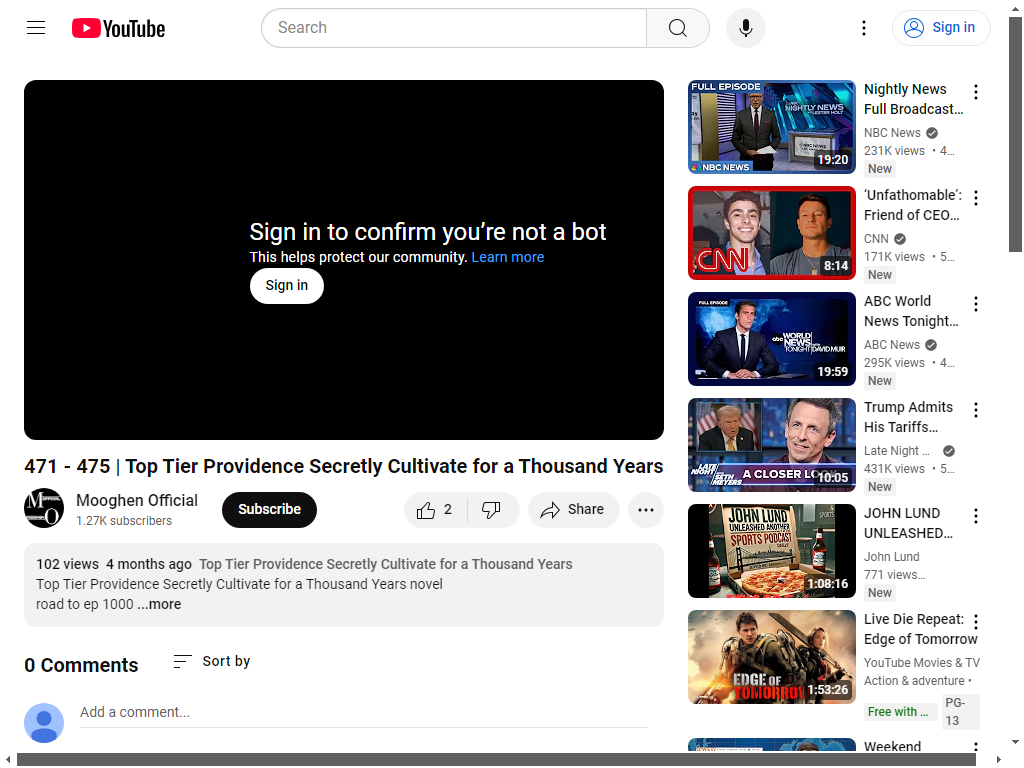 YouTube
Search
Sign in
Sign in to confirm you’re not a bot
This helps protect our community. Learn more
Sign in
471 - 475 | Top Tier Providence Secretly Cultivate for a Thousand Years
Mooghen Official
1.27K subscribers
Subscribe
2
Share
102 views 4 months ago Top Tier Providence Secretly Cultivate for a Thousand Years
Top Tier Providence Secretly Cultivate for a Thousand Years novel
road to ep 1000 ...more
0 Comments
Sort by
Add a comment...
FULL EPISODE
NIGHTLY NEWS
NBC NEWS
19:20
Nightly News
Full Broadcast...
NBC News
231K views • 4...
New
CNN
8:14
‘Unfathomable’:
Friend of CEO...
CNN
171K views • 5...
New
FULL EPISODE
abc WORLD
NEWS
TONIGHT DAVID MUIR
19:59
ABC World
News Tonight...
ABC News
295K views • 4...
New
LATE NIGHT
SETH MEYERS
A CLOSER LOOK
10:05
Trump Admits
His Tariffs...
Late Night ...
431K views • 5...
New
JOHN LUND
UNLEASHED ANOTHER
SPORTS PODCAST
DAILY
1:08:16
JOHN LUND
UNLEASHED...
John Lund
771 views...
New
EDGE OF
TOMORROW
1:53:26
Live Die Repeat:
Edge of Tomorrow
YouTube Movies & TV
Action & adventure •
Free with ...
PG-
13
Weekend